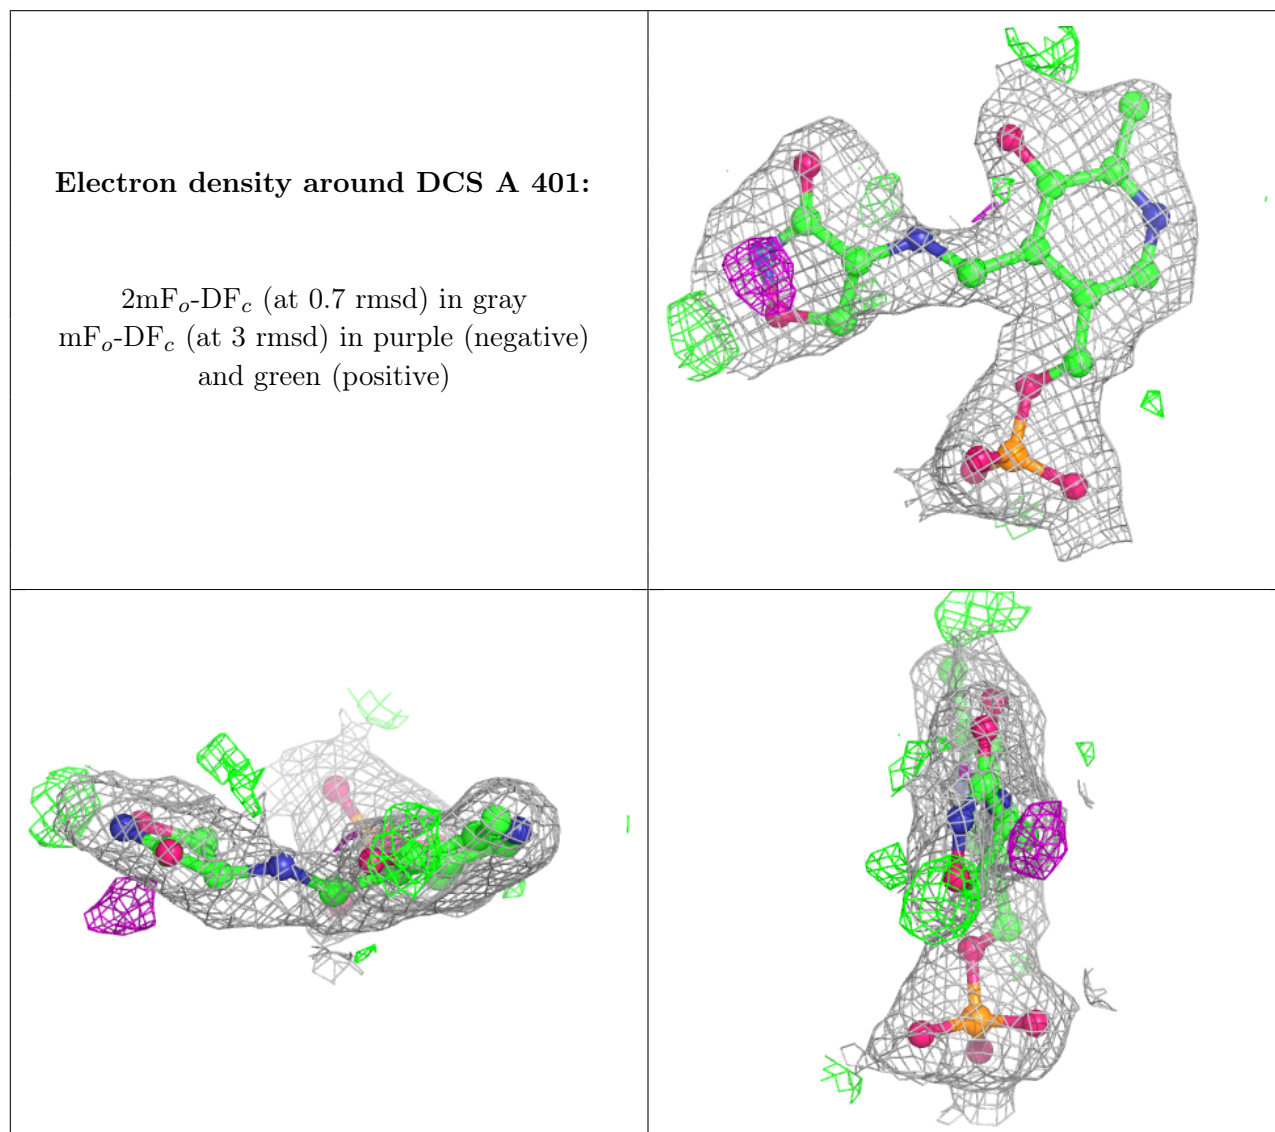 Electron density around DCS A 401:
2mFo-DFc (at 0.7 rmsd) in gray
mFo-DFc (at 3 rmsd) in purple (negative)
and green (positive)